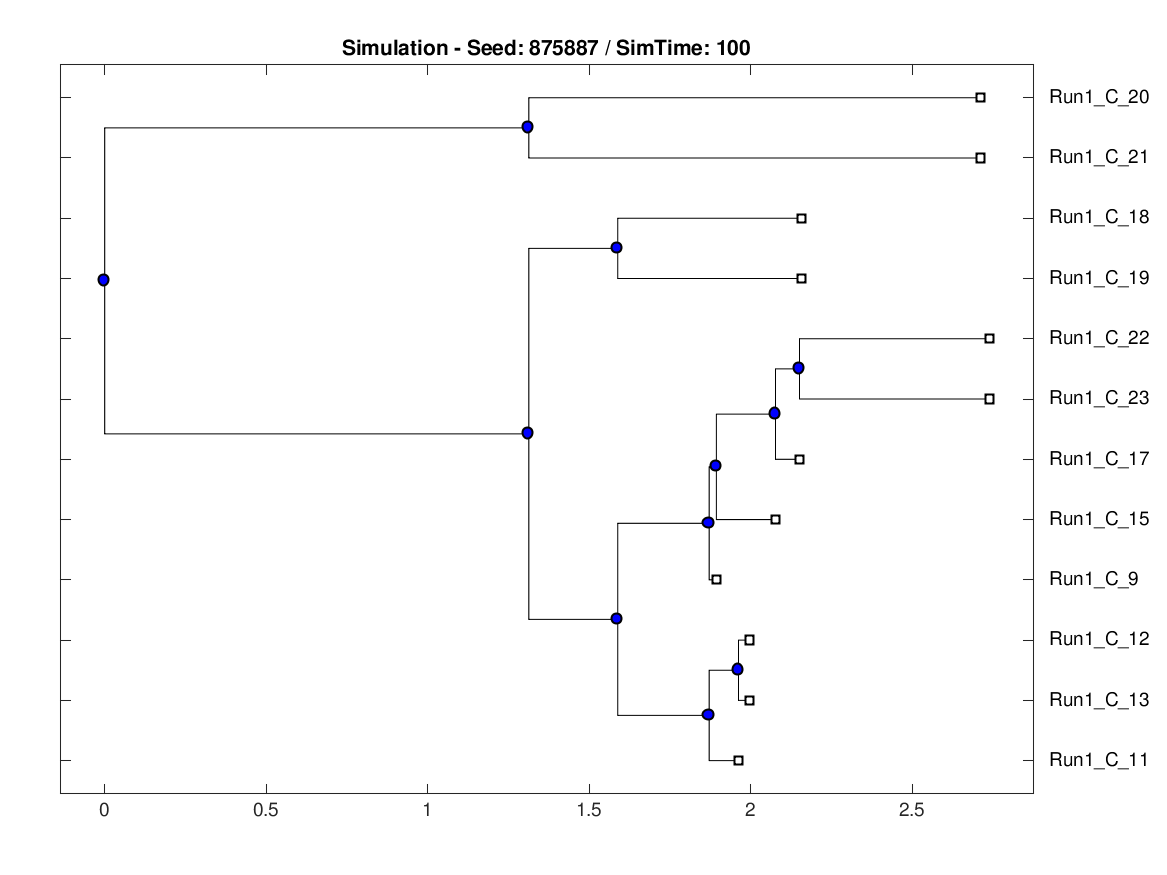 Simulation - Seed: 875887 / SimTime: 100
Run1_C_20
Run1_C_21
Run1_C_18
Run1_C_19
Run1_C_22
Run1_C_23
Run1_C_17
Run1_C_15
Run1_C_9
Run1_C_12
Run1_C_13
Run1_C_11
0 0.5 1 1.5 2 2.5